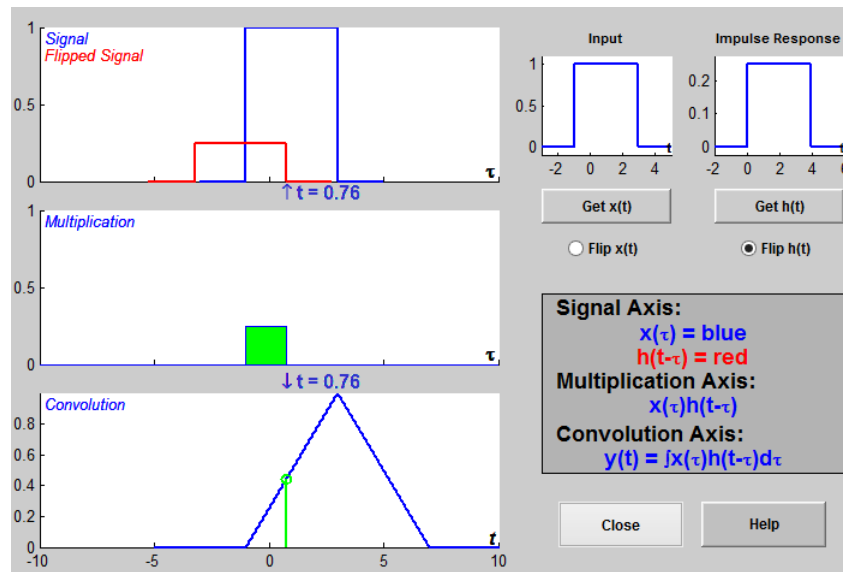 Signal
Flipped Signal
1
0.5
0
τ
↑t = 0.76
Multiplication
1
0.5
0
τ
↓t = 0.76
Convolution
0.8
0.6
0.4
0.2
0
t
-10 -5 0 5 10
Input
1
0.5
0
t
-2 0 2 4
Impulse Response
0.2
0.1
0
t
-2 0 2 4 6
Get x(t)
Get h(t)
Flip x(t)
Flip h(t)
Signal Axis:
x(τ) = blue
h(t-τ) = red
Multiplication Axis:
x(τ)h(t-τ)
Convolution Axis:
y(t) = ∫x(τ)h(t-τ)dτ
Close
Help